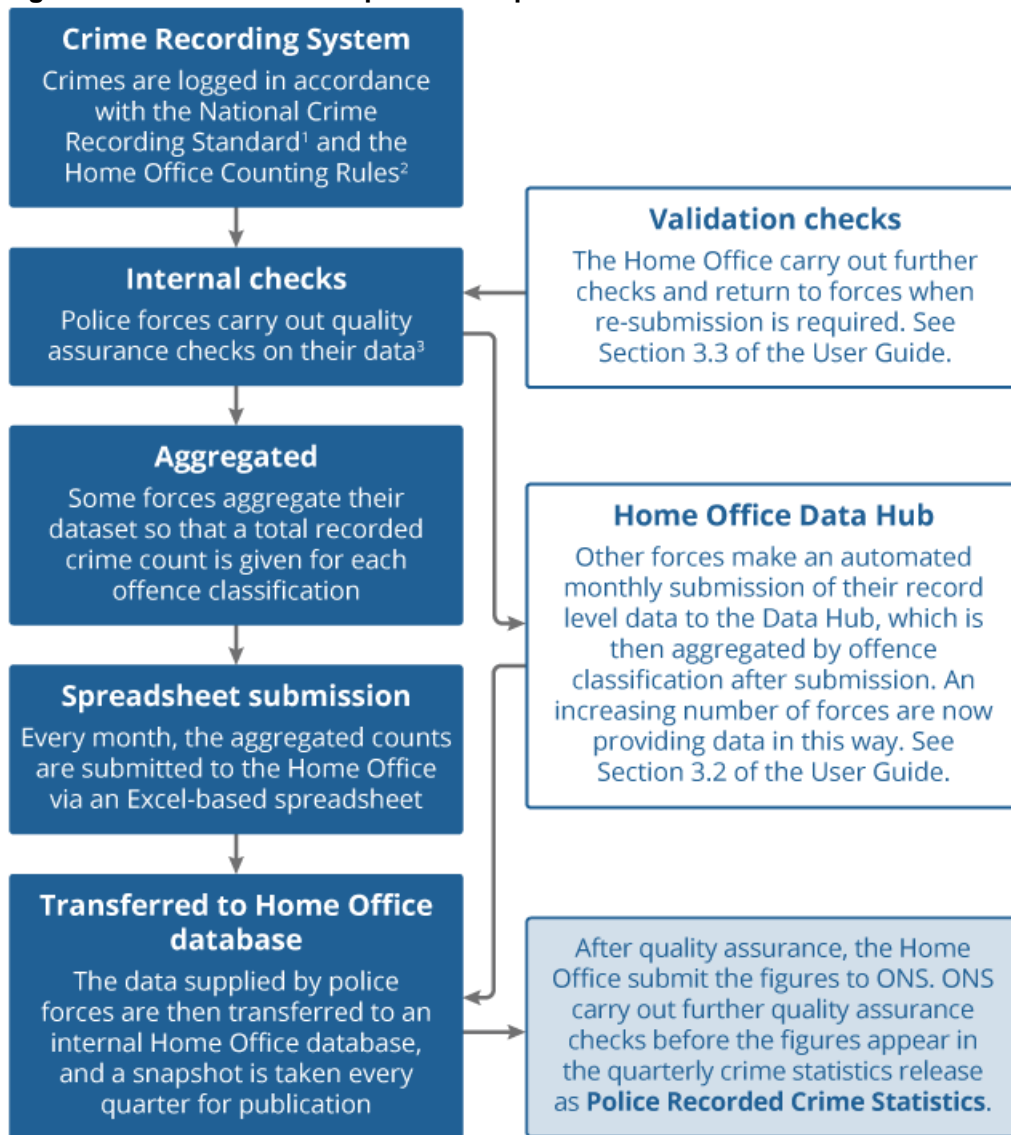 Crime Recording System
Crimes are logged in accordance
with the National Crime
Recording Standard¹ and the
Home Office Counting Rules²
Validation checks
The Home Office carry out further
checks and return to forces when
re-submission is required. See
Section 3.3 of the User Guide.
Internal checks
Police forces carry out quality
assurance checks on their data³
Aggregated
Some forces aggregate their
dataset so that a total recorded
crime count is given for each
offence classification
Home Office Data Hub
Other forces make an automated
monthly submission of their record
level data to the Data Hub, which is
then aggregated by offence
classification after submission. An
increasing number of forces are now
providing data in this way. See
Section 3.2 of the User Guide.
Spreadsheet submission
Every month, the aggregated counts
are submitted to the Home Office
via an Excel-based spreadsheet
Transferred to Home Office
database
The data supplied by police
forces are then transferred to an
internal Home Office database,
and a snapshot is taken every
quarter for publication
After quality assurance, the Home
Office submit the figures to ONS. ONS
carry out further quality assurance
checks before the figures appear in
the quarterly crime statistics release
as Police Recorded Crime Statistics.